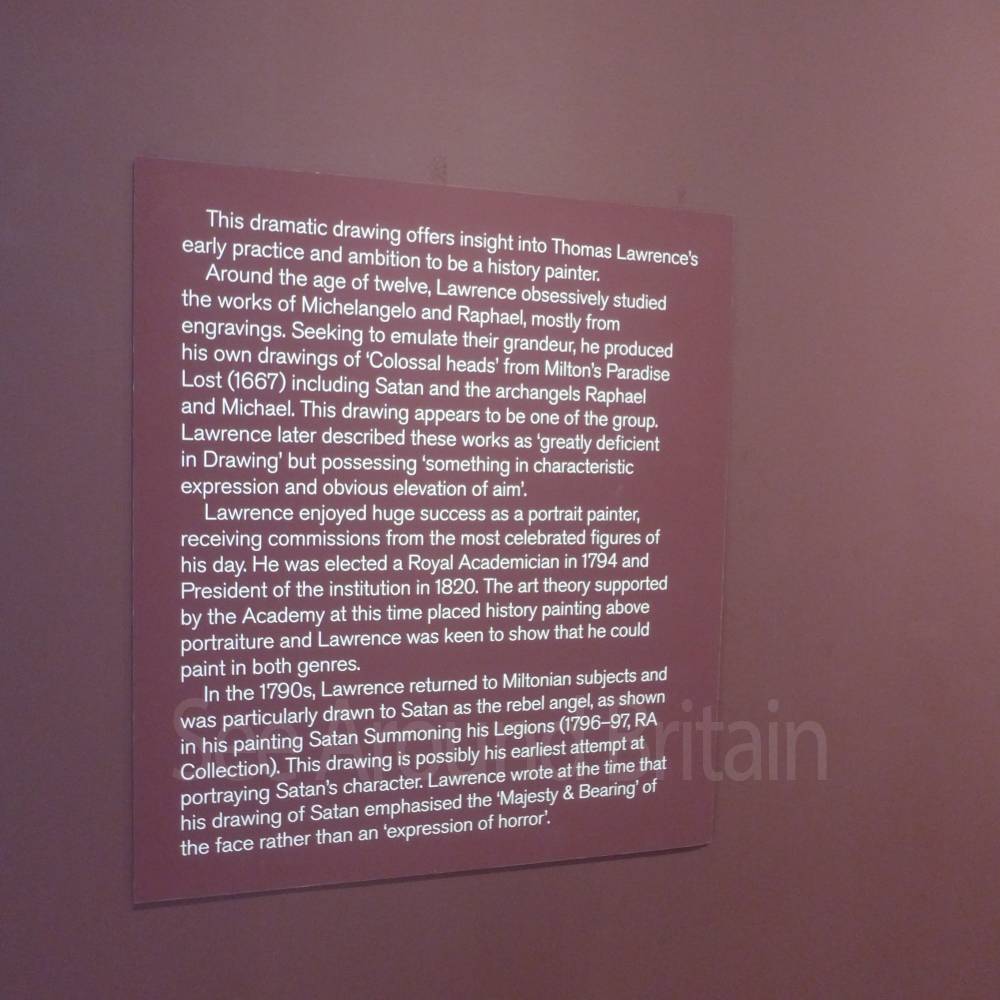 This dramatic drawing offers insight into Thomas Lawrence's
early practice and ambition to be a history painter.
Around the age of twelve, Lawrence obsessively studied
the works of Michelangelo and Raphael, mostly from
engravings. Seeking to emulate their grandeur, he produced
his own drawings of ‘Colossal heads’ from Milton's Paradise
Lost (1667) including Satan and the archangels Raphael
and Michael. This drawing appears to be one of the group.
Lawrence later described these works as ‘greatly deficient
in Drawing’ but possessing ‘something in characteristic
expression and obvious elevation of aim’.
Lawrence enjoyed huge success as a portrait painter,
receiving commissions from the most celebrated figures of
his day. He was elected a Royal Academician in 1794 and
President of the institution in 1820. The art theory supported
by the Academy at this time placed history painting above
portraiture and Lawrence was keen to show that he could
paint in both genres.
In the 1790s, Lawrence returned to Miltonian subjects and
was particularly drawn to Satan as the rebel angel, as shown
in his painting Satan Summoning his Legions (1796–97, RA
Collection). This drawing is possibly his earliest attempt at
portraying Satan's character. Lawrence wrote at the time that
his drawing of Satan emphasised the ‘Majesty & Bearing’ of
the face rather than an ‘expression of horror’.
See Around Britain